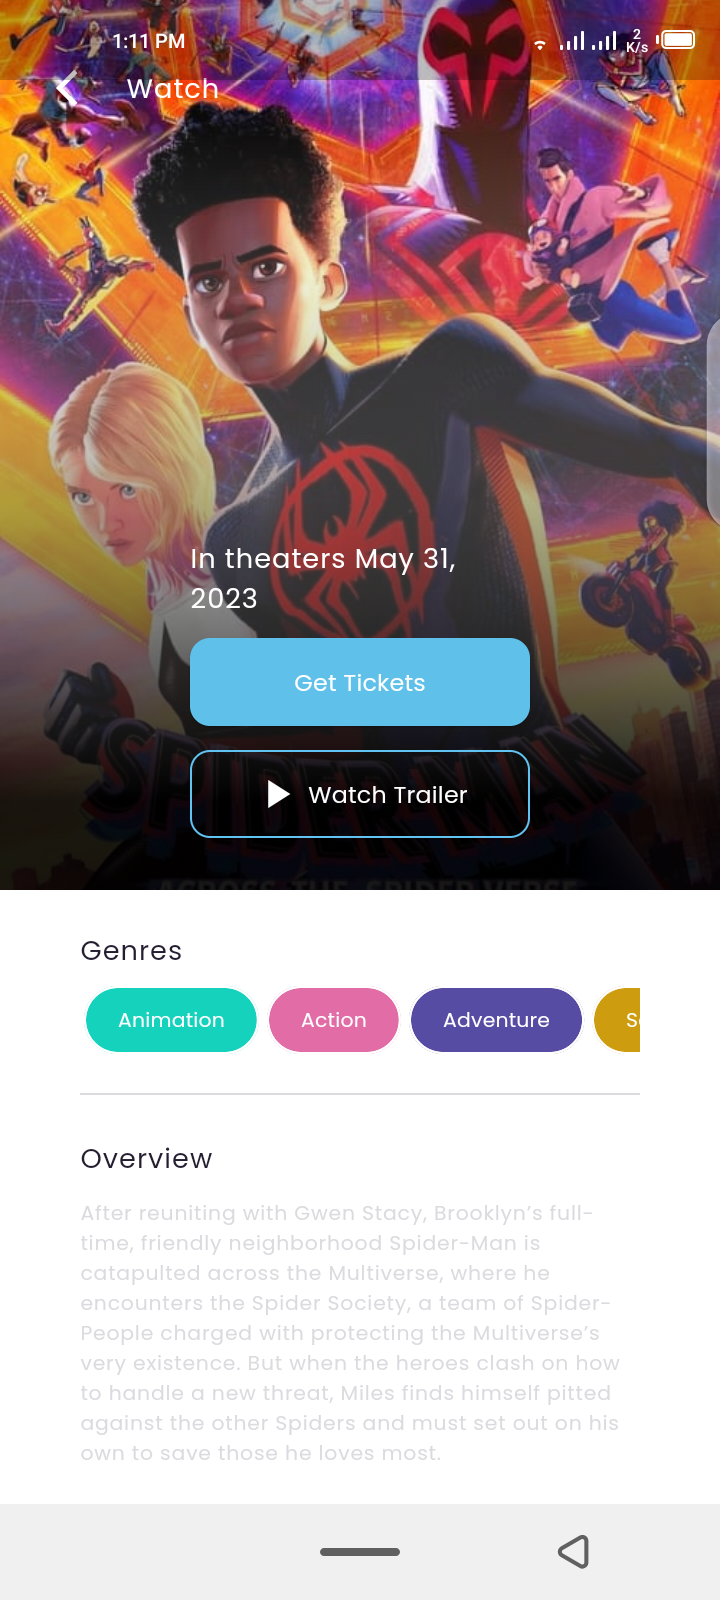 1:11 PM
2
K/s
Watch
In theaters May 31,
2023
Get Tickets
SPIDER-MAN
Watch Trailer
ACROSS THE SPIDER-VERSE
Genres
Animation Action Adventure
Overview
After reuniting with Gwen Stacy, Brooklyn’s full-
time, friendly neighborhood Spider-Man is
catapulted across the Multiverse, where he
encounters the Spider Society, a team of Spider-
People charged with protecting the Multiverse’s
very existence. But when the heroes clash on how
to handle a new threat, Miles finds himself pitted
against the other Spiders and must set out on his
own to save those he loves most.